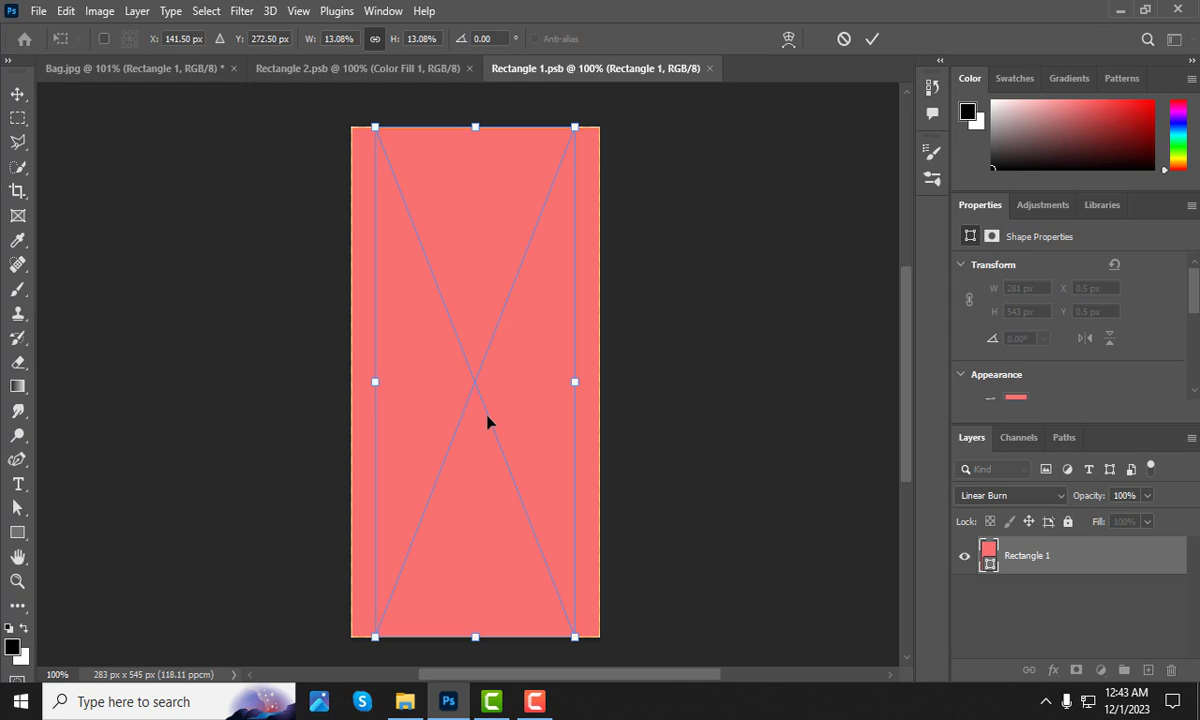 Ps File Edit Image Layer Type Select Filter 3D View Plugins Window Help
X: 141.50 px Y: 272.50 px W: 13.08% H: 13.08% 0.00 ° Anti-alias
Bag.jpg @ 101% (Rectangle 1, RGB/8) * × Rectangle 2.psb @ 100% (Color Fill 1, RGB/8) × Rectangle 1.psb @ 100% (Rectangle 1, RGB/8) ×
Color Swatches Gradients Patterns
Properties Adjustments Libraries
Shape Properties
Transform
W 281 px X 0.5 px
H 543 px Y 0.5 px
0.00°
Appearance
Layers Channels Paths
Kind
Linear Burn Opacity: 100%
Lock: Fill: 100%
Rectangle 1
100% 283 px x 545 px (118.11 ppcm)
Type here to search
Ps
12:43 AM
12/1/2023